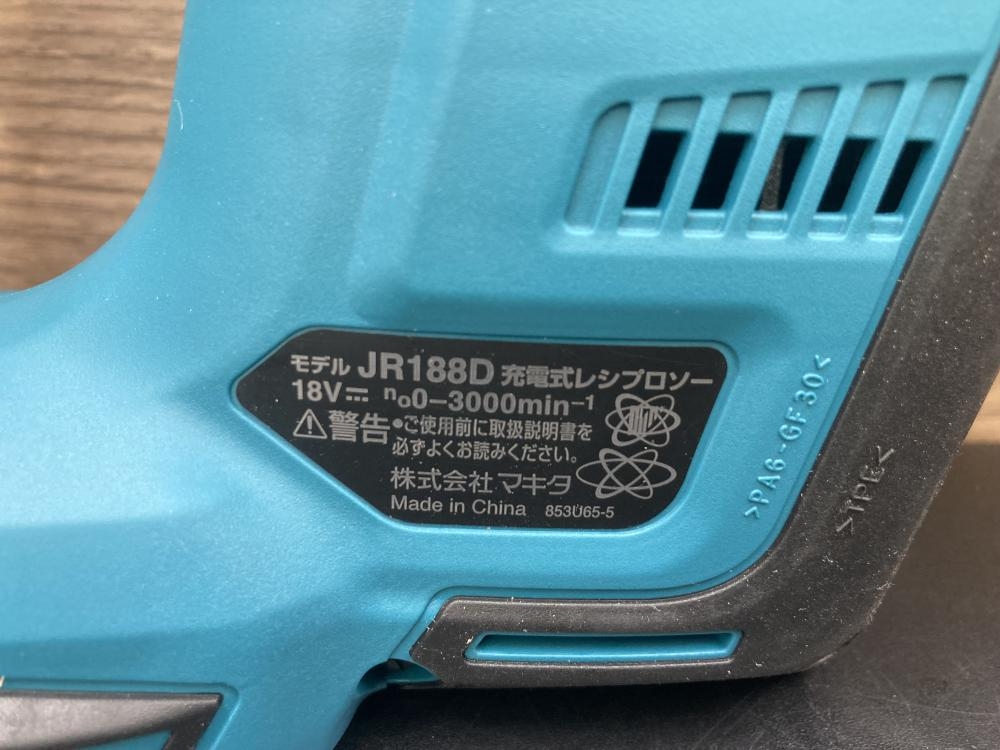 モデル JR188D 充電式レシプロソー
18V⎓ n₀0–3000min⁻¹
⚠警告 •ご使用前に取扱説明書を
必ずよくお読みください。
株式会社 マキタ
Made in China 853U65-5
>PA6-GF30<
>TPE<